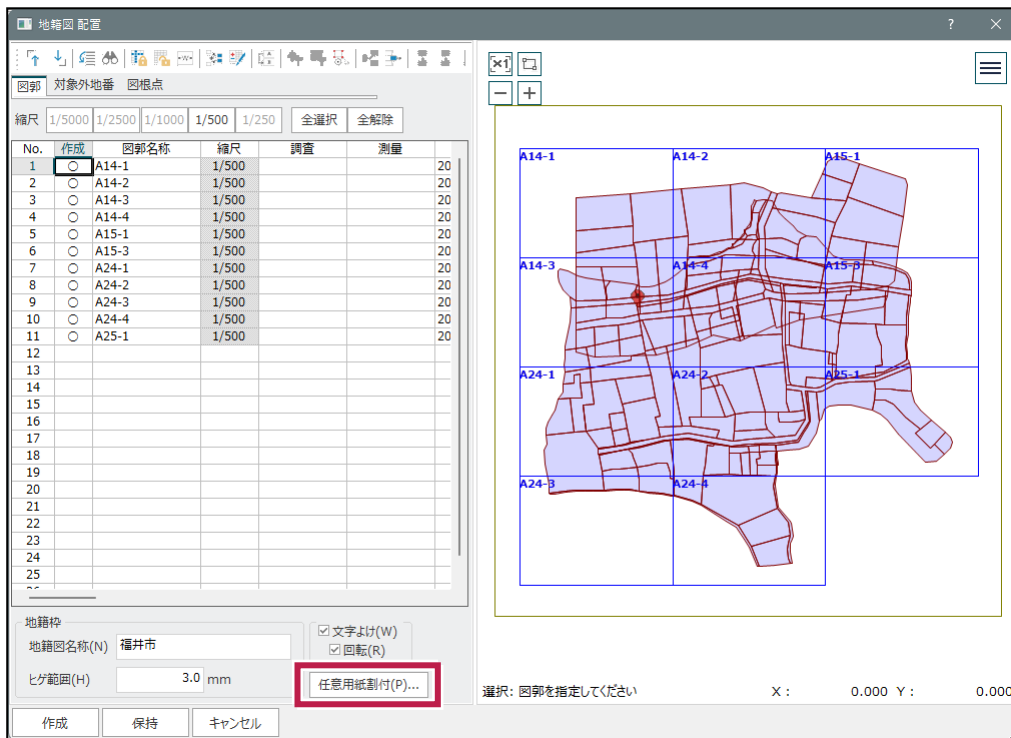 地籍図 配置
?
図郭 対象外地番 図根点
縮尺 1/5000 1/2500 1/1000 1/500 1/250 全選択 全解除
No. 作成 図郭名称 縮尺 調査 測量
1 ○ A14-1 1/500 20
2 ○ A14-2 1/500 20
3 ○ A14-3 1/500 20
4 ○ A14-4 1/500 20
5 ○ A15-1 1/500 20
6 ○ A15-3 1/500 20
7 ○ A24-1 1/500 20
8 ○ A24-2 1/500 20
9 ○ A24-3 1/500 20
10 ○ A24-4 1/500 20
11 ○ A25-1 1/500 20
12
13
14
15
16
17
18
19
20
21
22
23
24
25
地籍枠
地籍図名称(N) 福井市
ヒゲ範囲(H) 3.0 mm
文字よけ(W)
回転(R)
任意用紙割付(P)...
作成 保持 キャンセル
[×1]
A14-1 A14-2 A15-1
A14-3 A14-4 A15-3
A24-1 A24-2 A25-1
A24-3 A24-4
選択: 図郭を指定してください X : 0.000 Y : 0.000